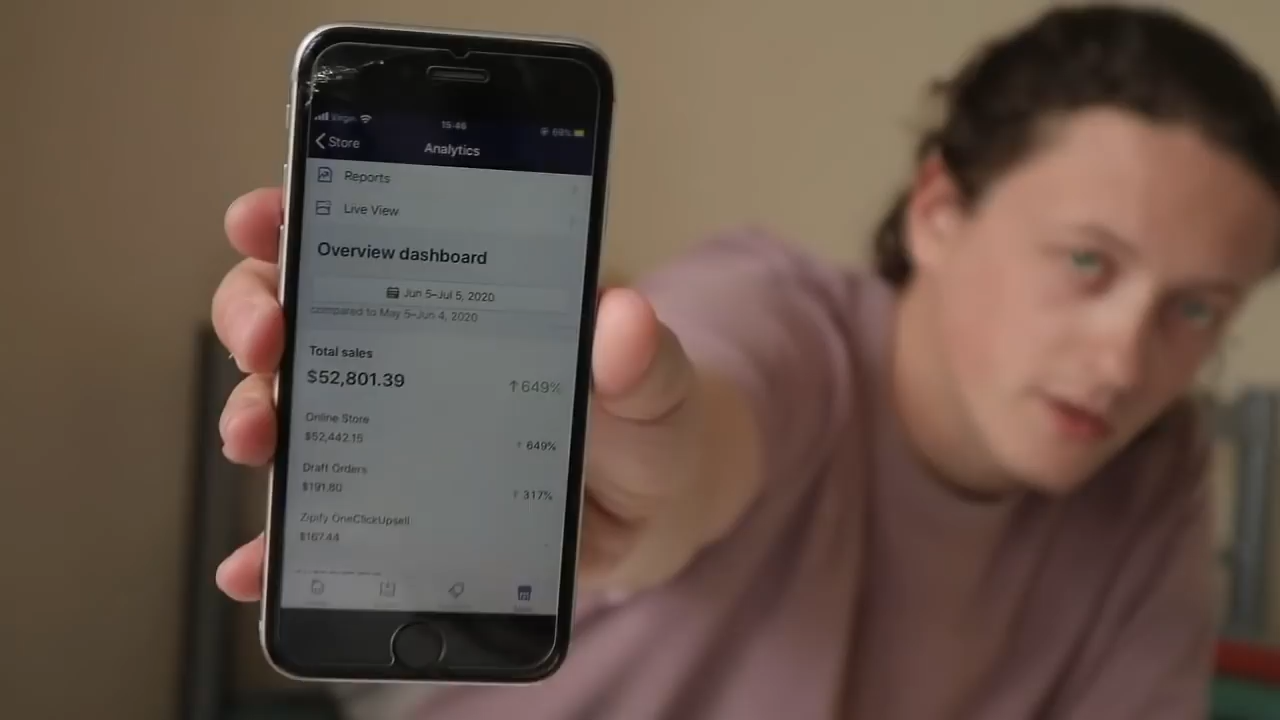 Virgin 15:46 69%
Store
Analytics
Reports
Live View
Overview dashboard
Jun 5–Jul 5, 2020
compared to May 5–Jun 4, 2020
Total sales
$52,801.39 ↑649%
Online Store
$52,442.15 ↑ 649%
Draft Orders
$191.80 ↑ 317%
Zipify OneClickUpsell
$167.44 -